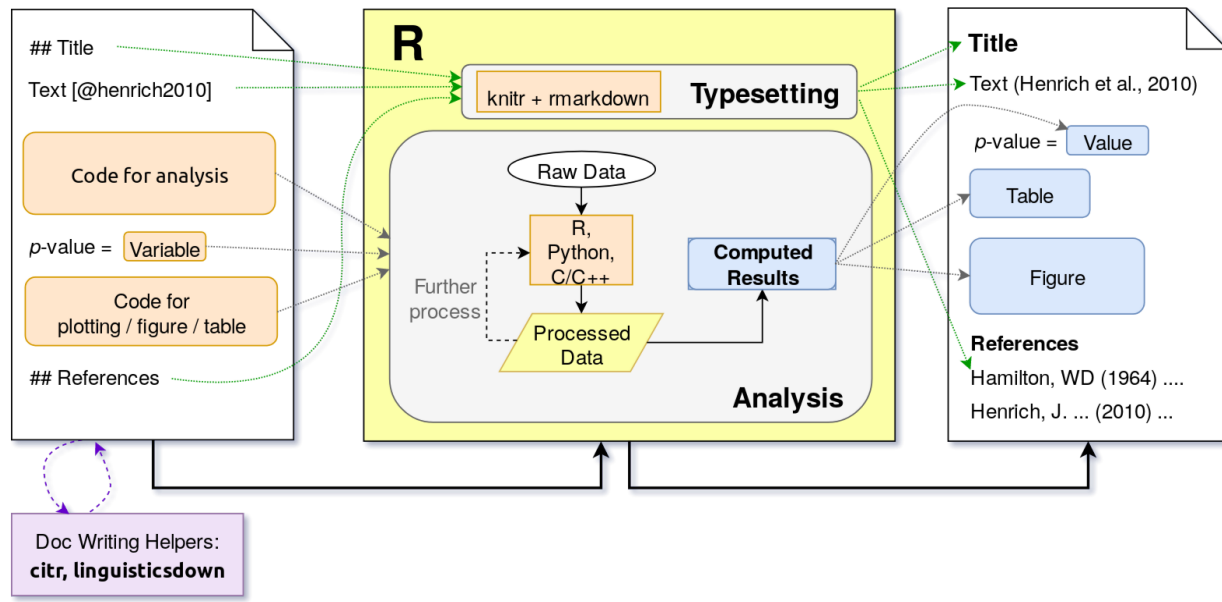 ## Title
Text [@henrich2010]
Code for analysis
p-value =
Variable
Code for
plotting / figure / table
## References
Doc Writing Helpers:
citr, linguisticsdown
R
knitr + rmarkdown
Typesetting
Raw Data
R,
Python,
C/C++
Further
process
Processed
Data
Computed
Results
Analysis
Title
Text (Henrich et al., 2010)
p-value =
Value
Table
Figure
References
Hamilton, WD (1964) ....
Henrich, J. ... (2010) ...